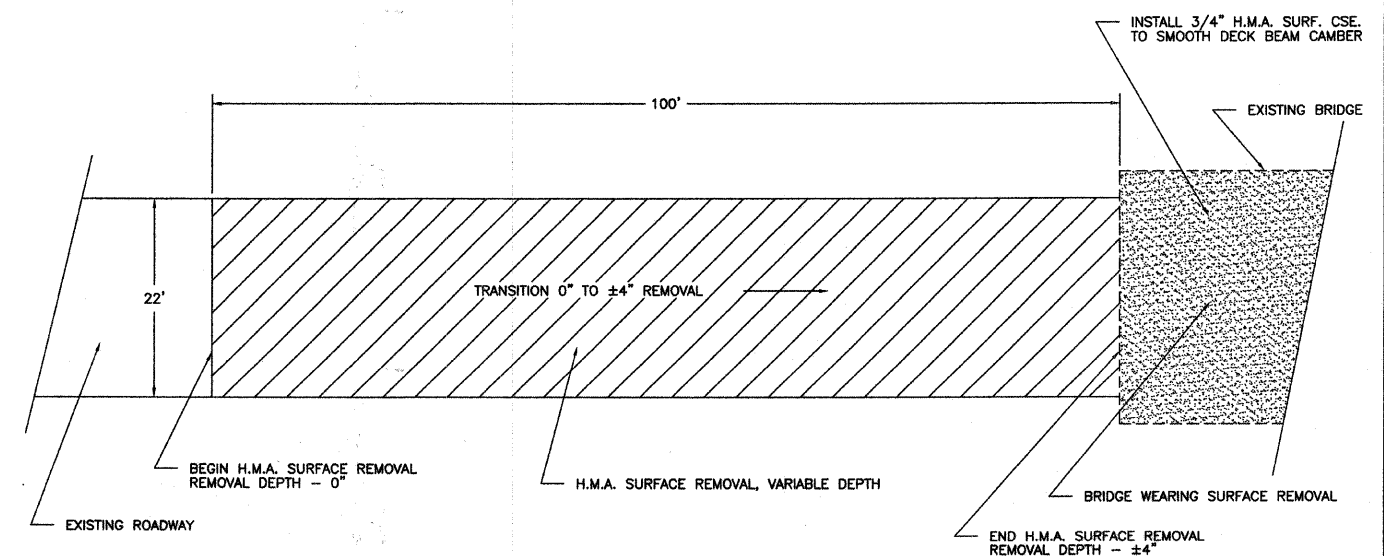 INSTALL 3/4" H.M.A. SURF. CSE.
TO SMOOTH DECK BEAM CAMBER
100'
EXISTING BRIDGE
22'
TRANSITION 0" TO ±4" REMOVAL
BEGIN H.M.A. SURFACE REMOVAL
REMOVAL DEPTH - 0"
H.M.A. SURFACE REMOVAL, VARIABLE DEPTH
BRIDGE WEARING SURFACE REMOVAL
EXISTING ROADWAY
END H.M.A. SURFACE REMOVAL
REMOVAL DEPTH - ±4"